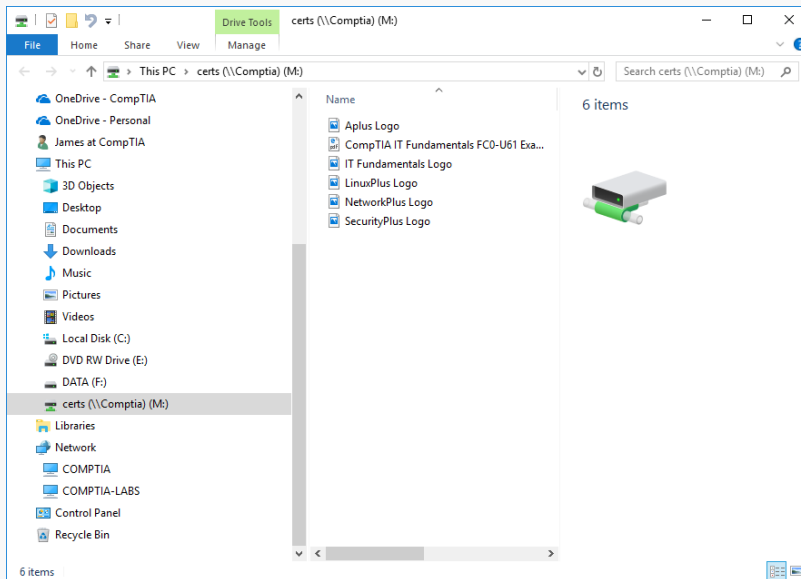 Drive Tools certs (\\Comptia) (M:)
File Home Share View Manage
This PC > certs (\\Comptia) (M:) Search certs (\\Comptia) (M:)
OneDrive - CompTIA
OneDrive - Personal
James at CompTIA
This PC
3D Objects
Desktop
Documents
Downloads
Music
Pictures
Videos
Local Disk (C:)
DVD RW Drive (E:)
DATA (F:)
certs (\\Comptia) (M:)
Libraries
Network
COMPTIA
COMPTIA-LABS
Control Panel
Recycle Bin
Name
Aplus Logo
CompTIA IT Fundamentals FC0-U61 Exa...
IT Fundamentals Logo
LinuxPlus Logo
NetworkPlus Logo
SecurityPlus Logo
6 items
6 items